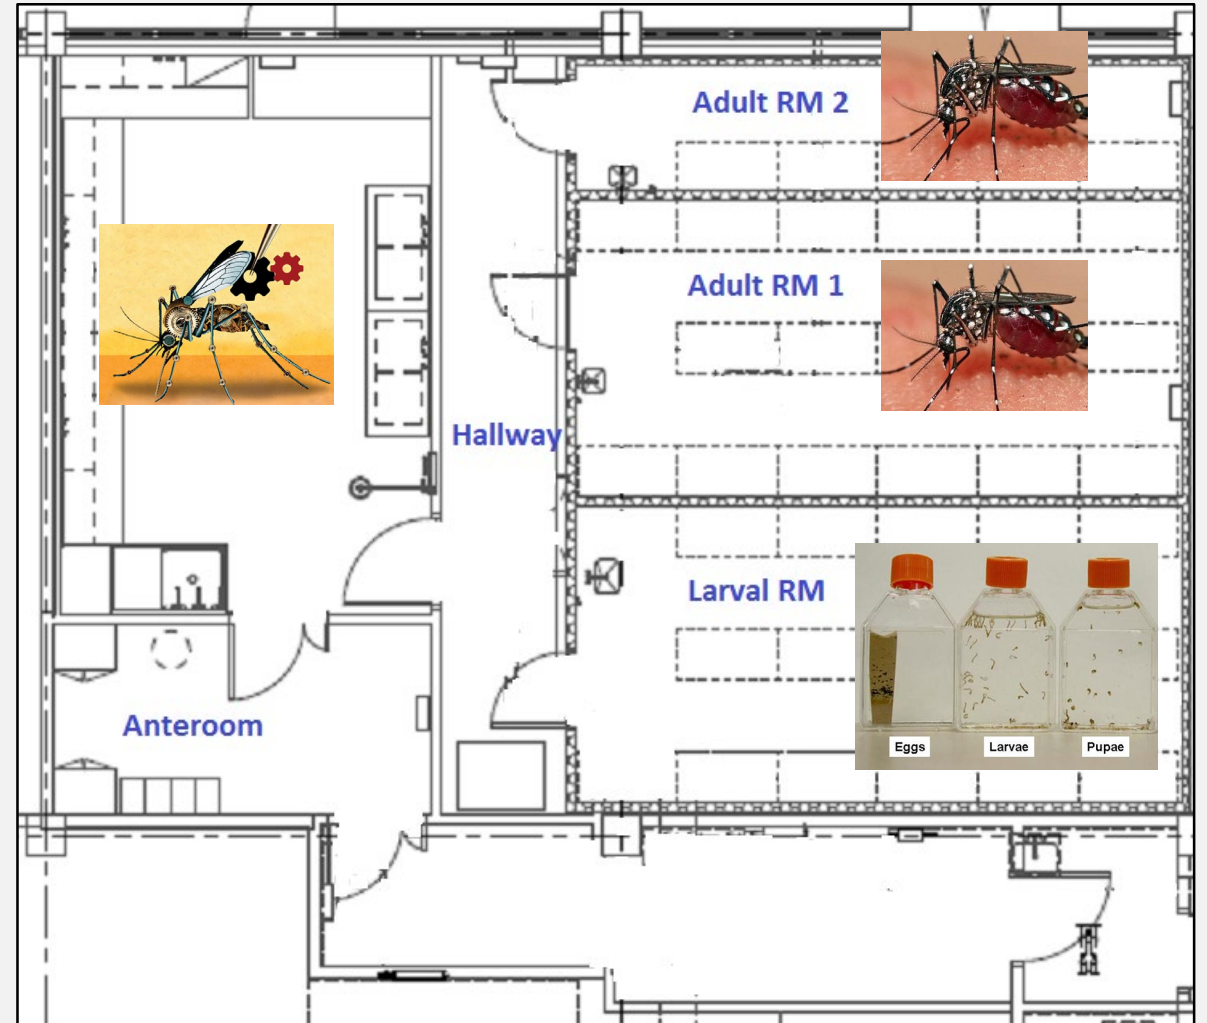 Adult RM 2
Adult RM 1
Hallway
Larval RM
Eggs
Larvae
Pupae
Anteroom